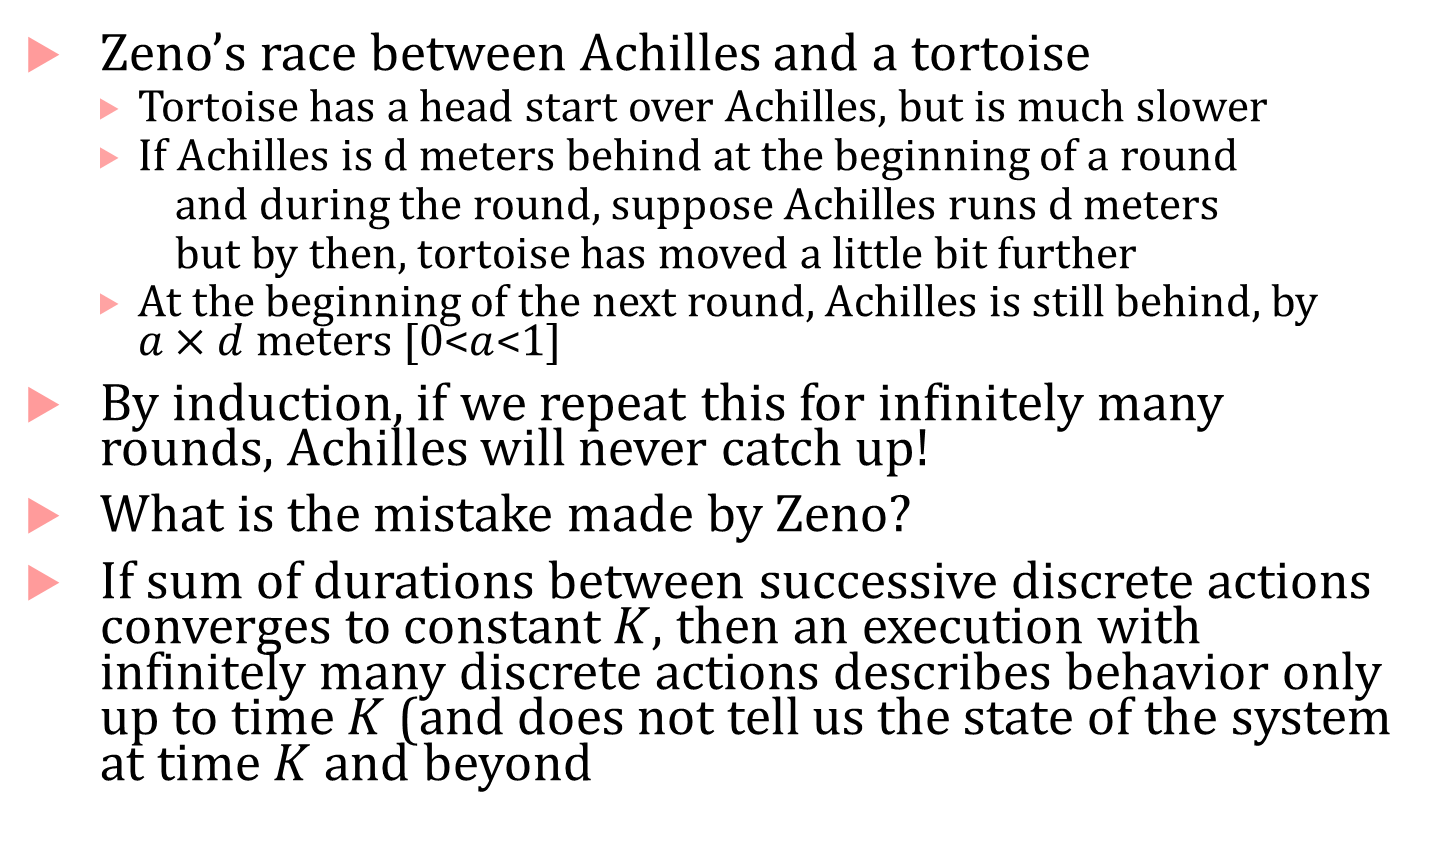 Zeno’s race between Achilles and a tortoise
Tortoise has a head start over Achilles, but is much slower
If Achilles is d meters behind at the beginning of a round
and during the round, suppose Achilles runs d meters
but by then, tortoise has moved a little bit further
At the beginning of the next round, Achilles is still behind, by
a × d meters [0<a<1]
By induction, if we repeat this for infinitely many
rounds, Achilles will never catch up!
What is the mistake made by Zeno?
If sum of durations between successive discrete actions
converges to constant K, then an execution with
infinitely many discrete actions describes behavior only
up to time K (and does not tell us the state of the system
at time K and beyond